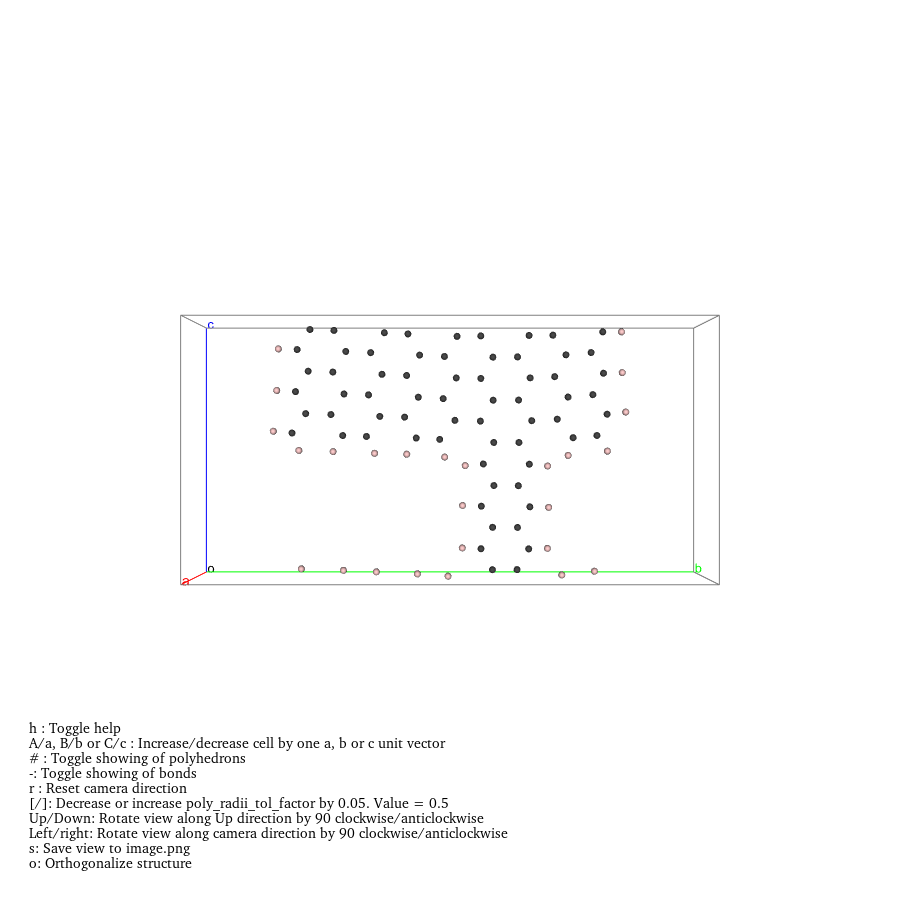 c
o
a
b
h : Toggle help
A/a, B/b or C/c : Increase/decrease cell by one a, b or c unit vector
# : Toggle showing of polyhedrons
-: Toggle showing of bonds
r : Reset camera direction
[/]: Decrease or increase poly_radii_tol_factor by 0.05. Value = 0.5
Up/Down: Rotate view along Up direction by 90 clockwise/anticlockwise
Left/right: Rotate view along camera direction by 90 clockwise/anticlockwise
s: Save view to image.png
o: Orthogonalize structure